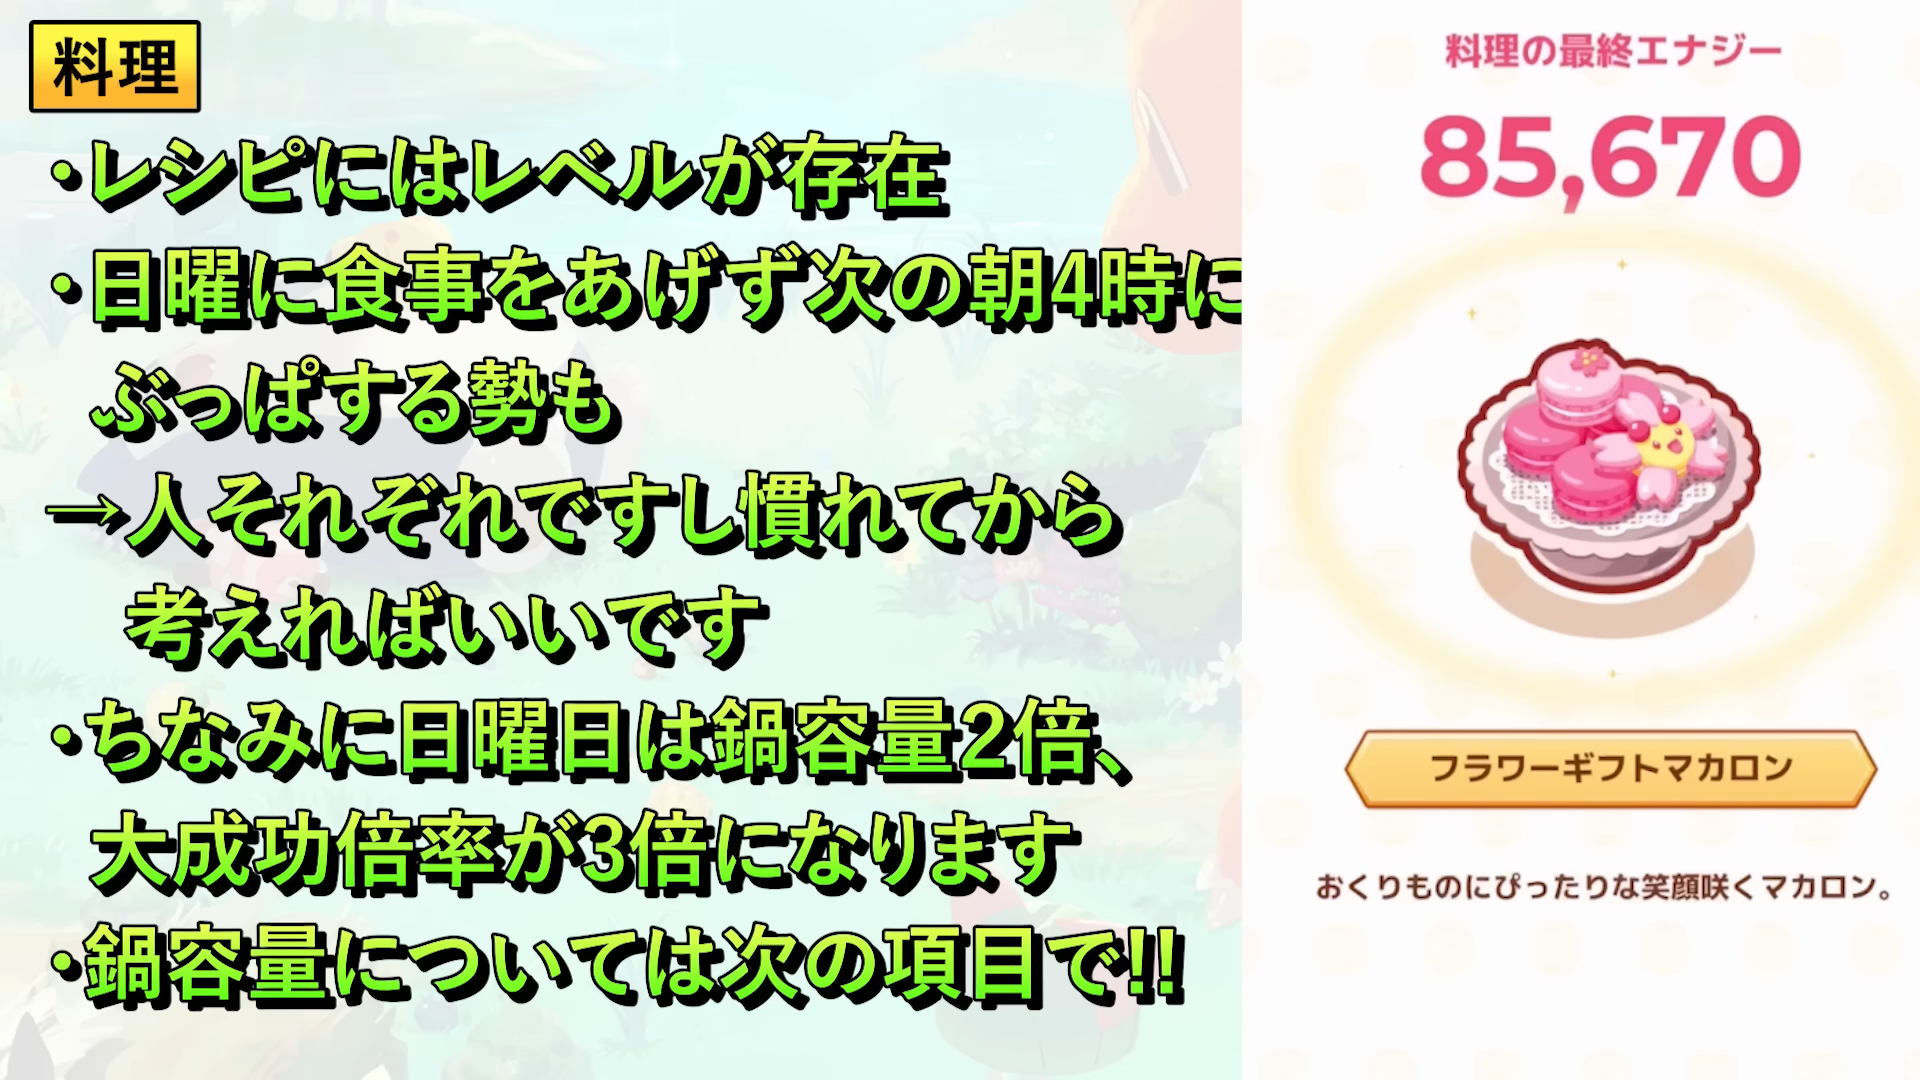 料理
・レシピにはレベルが存在
・日曜に食事をあげず次の朝4時に
ぶっぱする勢も
→人それぞれですし慣れてから
考えればいいです
・ちなみに日曜日は鍋容量2倍、
大成功倍率が3倍になります
・鍋容量については次の項目で!!
料理の最終エナジー
85,670
フラワーギフトマカロン
おくりものにぴったりな笑顔咲くマカロン。